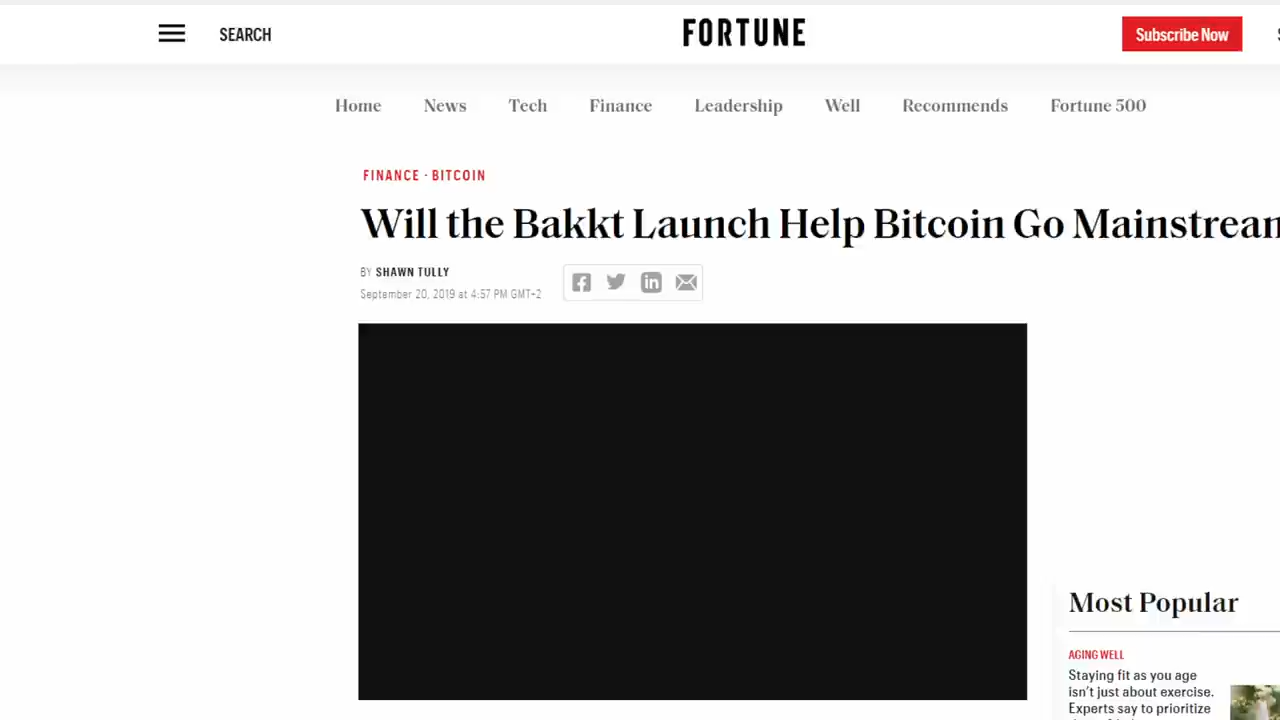 SEARCH
FORTUNE
Subscribe Now
Home News Tech Finance Leadership Well Recommends Fortune 500
FINANCE · BITCOIN
Will the Bakkt Launch Help Bitcoin Go
BY SHAWN TULLY
September 20, 2019 at 4:57 PM GMT+2
Most Popular
AGING WELL
Staying fit as you age
isn't just about exercise.
Experts say to prioritize